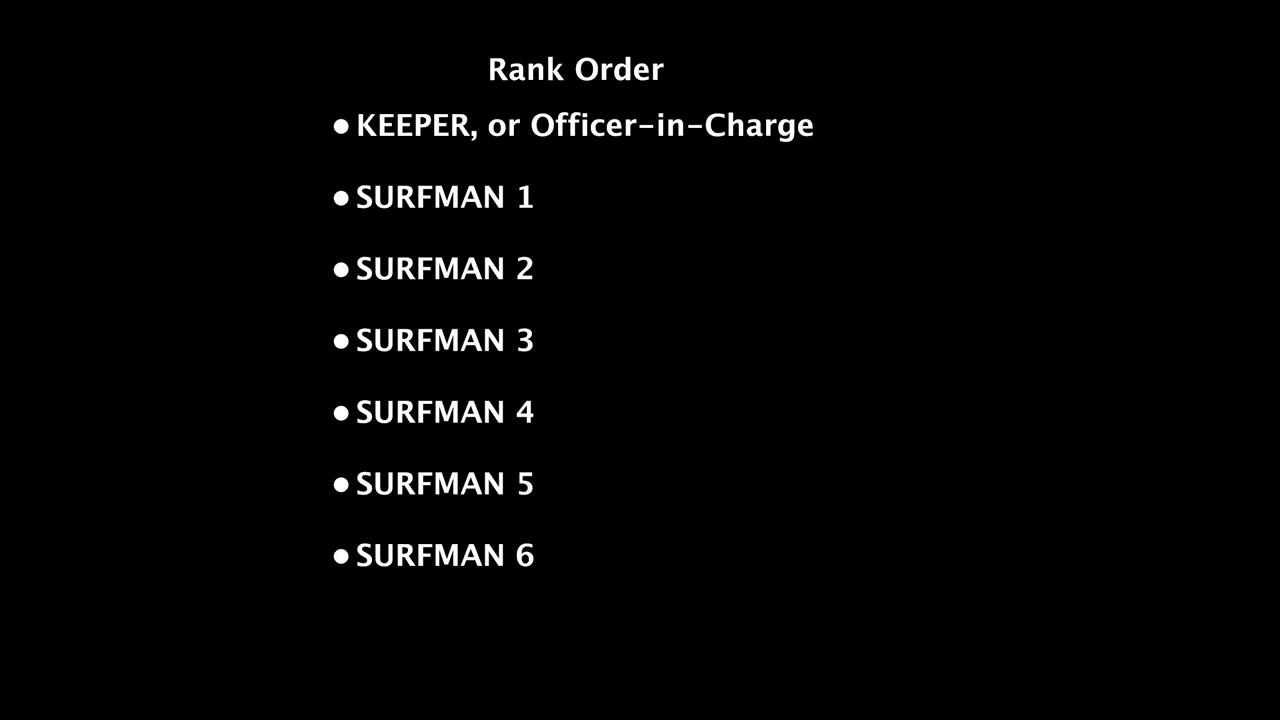 Rank Order
•KEEPER, or Officer-in-Charge
•SURFMAN 1
•SURFMAN 2
•SURFMAN 3
•SURFMAN 4
•SURFMAN 5
•SURFMAN 6